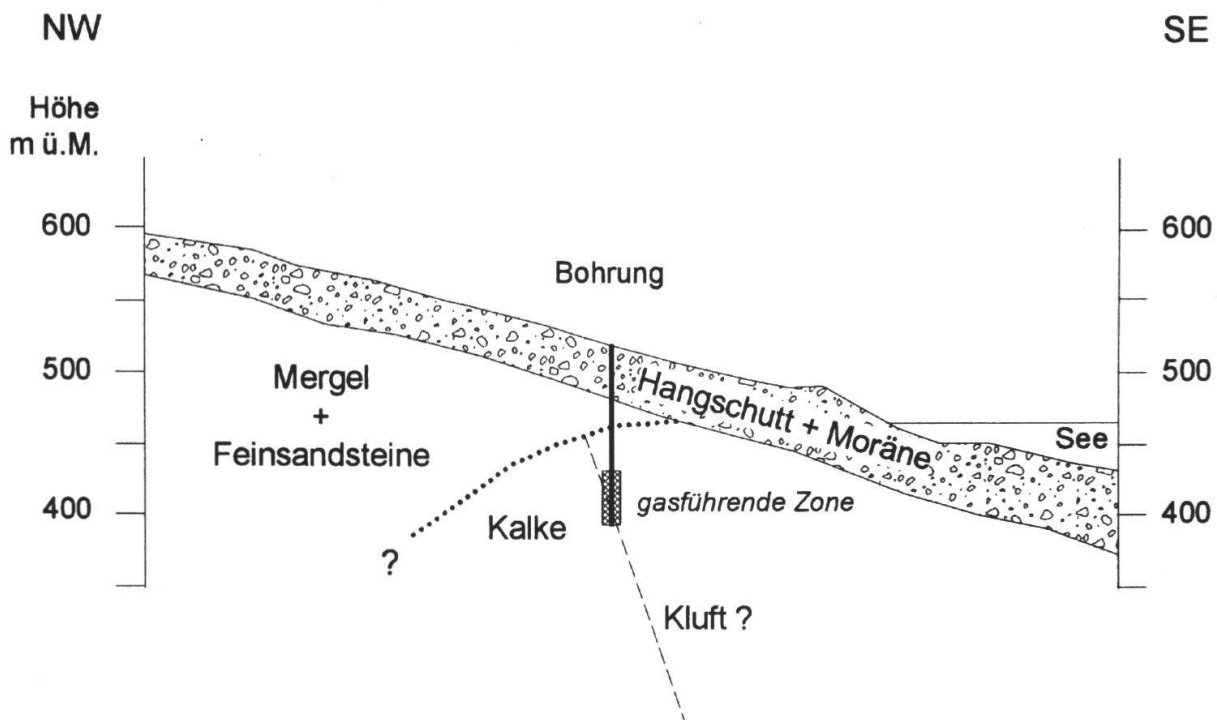 NW
SE
Höhe
m ü.M.
600
600
Bohrung
500
500
Mergel
+
Feinsandsteine
Hangschutt + Moräne
See
gasführende Zone
400
400
Kalke
?
Kluft ?